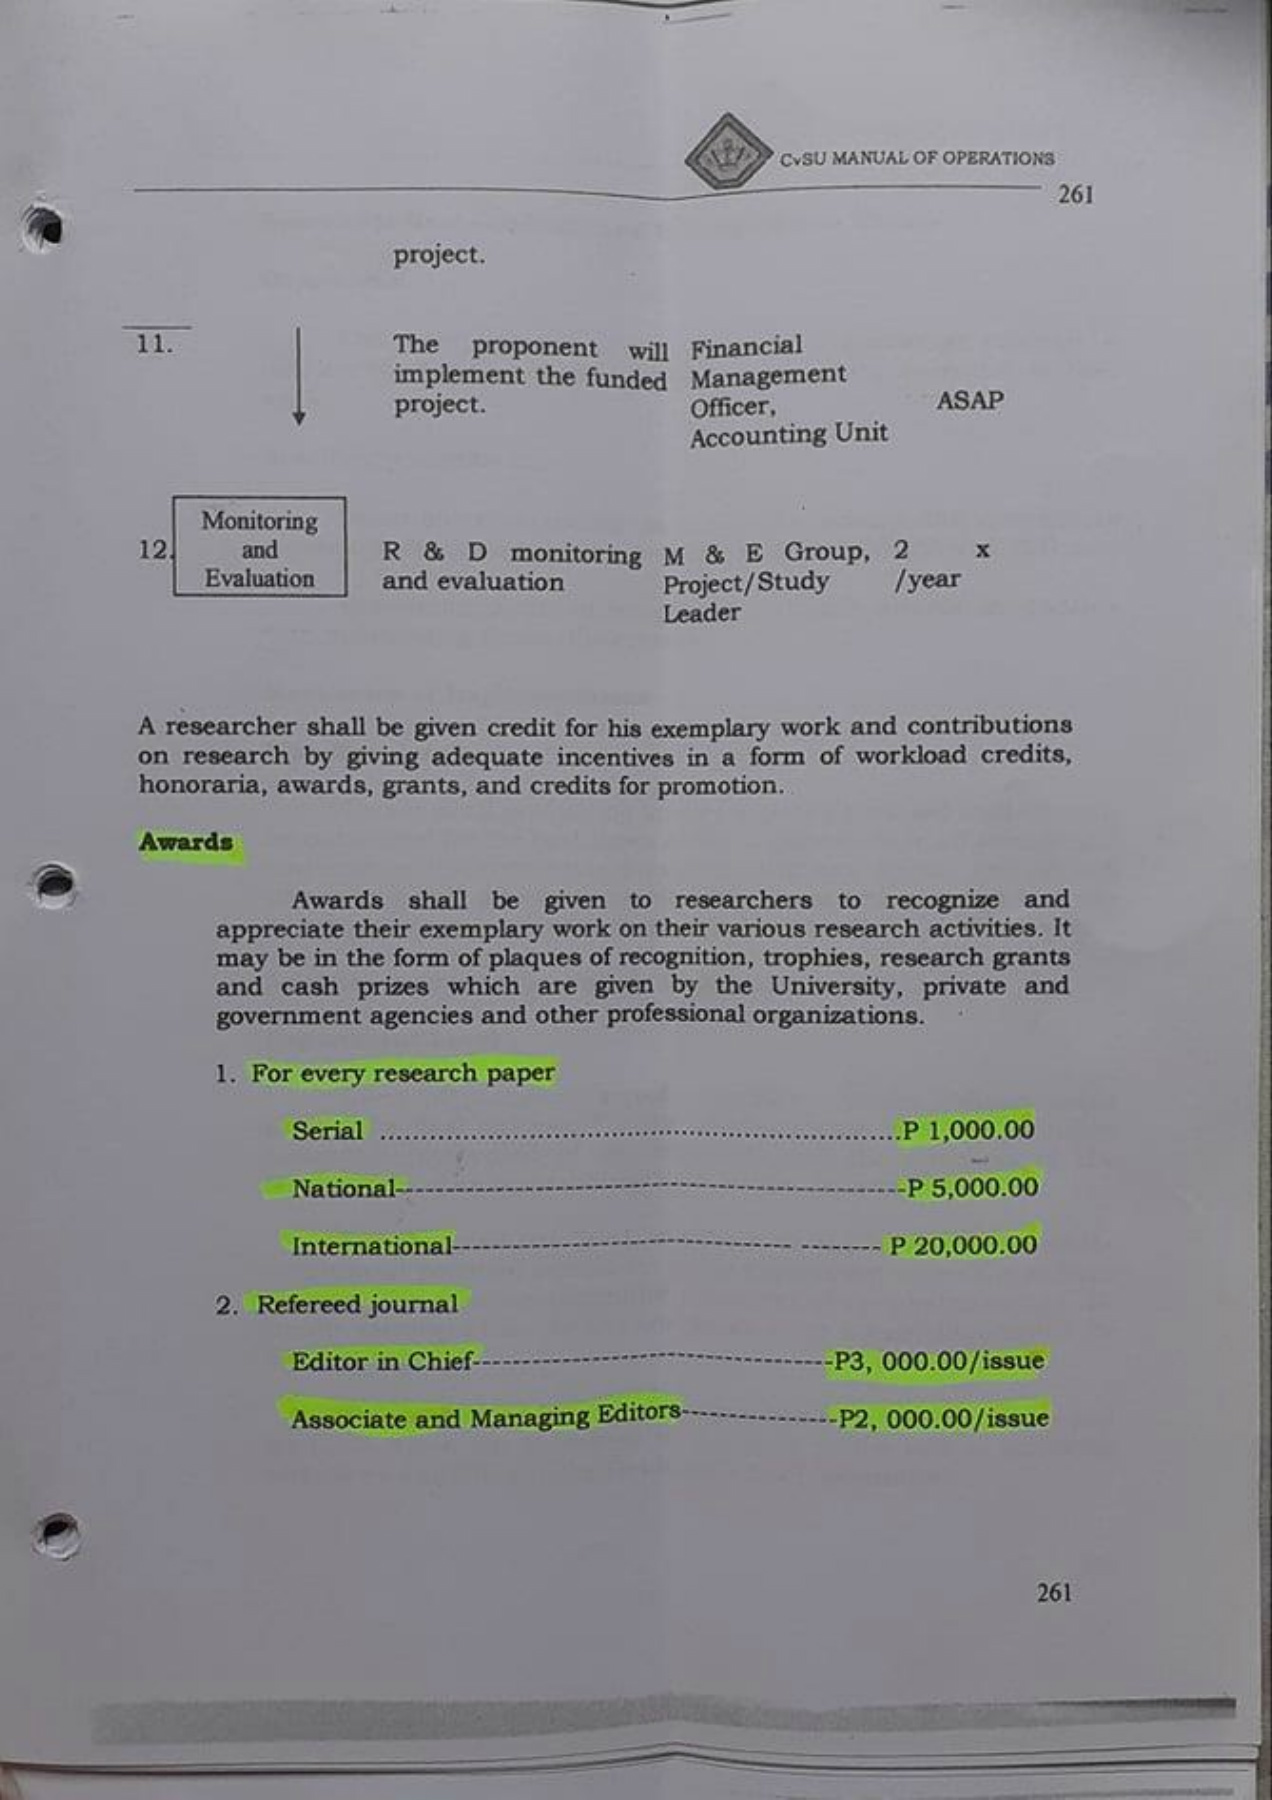 CvSU MANUAL OF OPERATIONS
261
project.
11.
The proponent will
implement the funded
project.
Financial
Management
Officer,
Accounting Unit
ASAP
12.
Monitoring
and
Evaluation
R & D monitoring
and evaluation
M & E Group,
Project/Study
Leader
2 x
/year
A researcher shall be given credit for his exemplary work and contributions
on research by giving adequate incentives in a form of workload credits,
honoraria, awards, grants, and credits for promotion.
Awards
Awards shall be given to researchers to recognize and
appreciate their exemplary work on their various research activities. It
may be in the form of plaques of recognition, trophies, research grants
and cash prizes which are given by the University, private and
government agencies and other professional organizations.
1. For every research paper
Serial ..........................................................................P 1,000.00
National-------------------------------------------------------P 5,000.00
International------------------------------------ -------- P 20,000.00
2. Refereed journal
Editor in Chief-------------------------------------P3, 000.00/issue
Associate and Managing Editors----------------P2, 000.00/issue
261